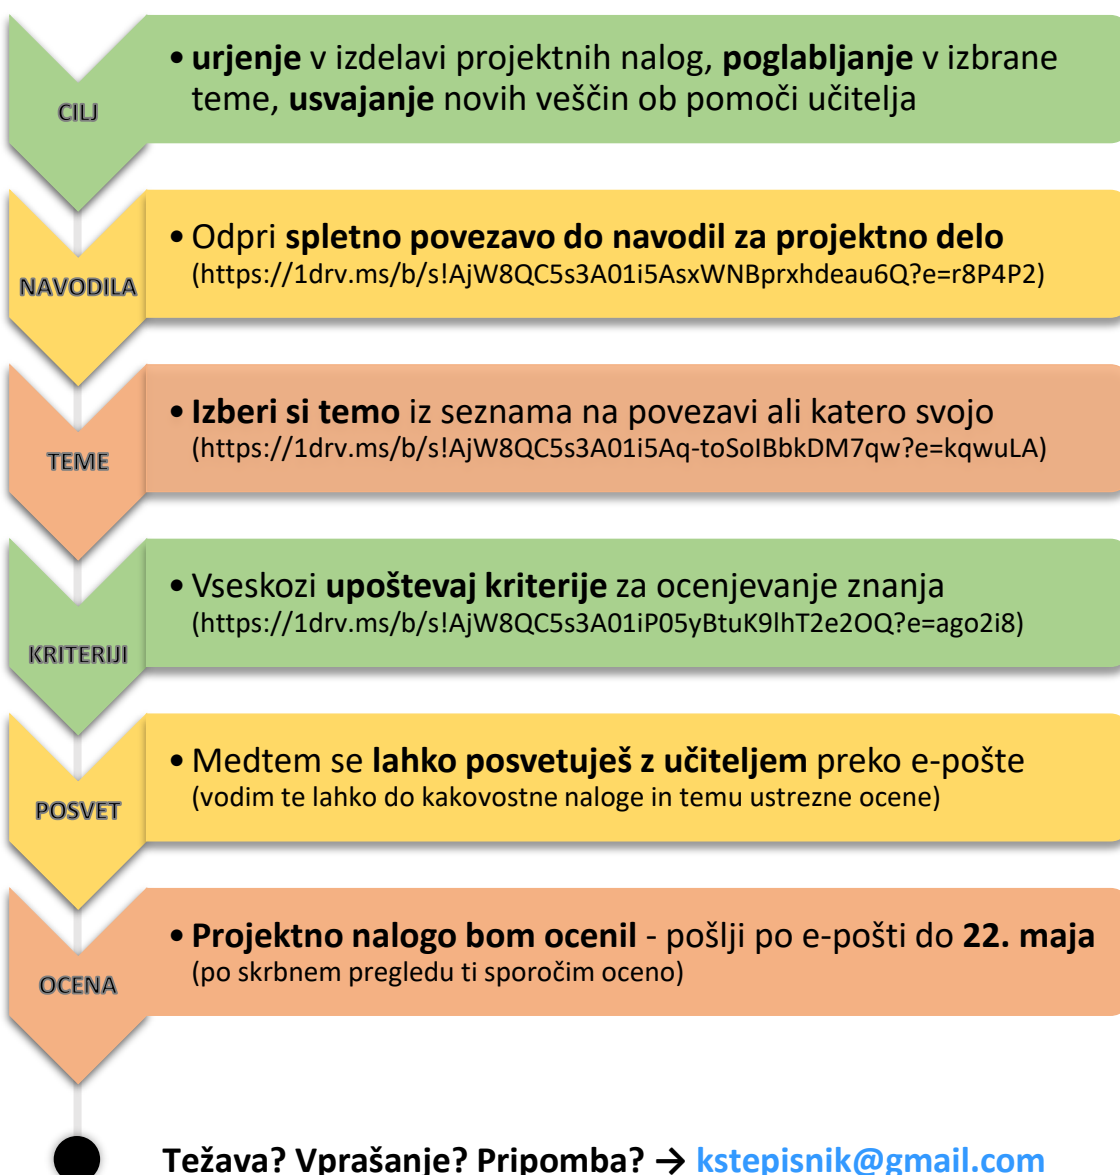 CILJ
• urjenje v izdelavi projektnih nalog, poglabljanje v izbrane
teme, usvajanje novih veščin ob pomoči učitelja
NAVODILA
• Odpri spletno povezavo do navodil za projektno delo
(https://1drv.ms/b/s!AjW8QC5s3A01i5AsxWNBprxhdeau6Q?e=r8P4P2)
TEME
• Izberi si temo iz seznama na povezavi ali katero svojo
(https://1drv.ms/b/s!AjW8QC5s3A01i5Aq-toSoIBbkDM7qw?e=kqwuLA)
KRITERIJI
• Vseskozi upoštevaj kriterije za ocenjevanje znanja
(https://1drv.ms/b/s!AjW8QC5s3A01iP05yBtuK9lhT2e2OQ?e=ago2i8)
POSVET
• Medtem se lahko posvetuješ z učiteljem preko e-pošte
(vodim te lahko do kakovostne naloge in temu ustrezne ocene)
OCENA
• Projektno nalogo bom ocenil - pošlji po e-pošti do 22. maja
(po skrbnem pregledu ti sporočim oceno)
Težava? Vprašanje? Pripomba? → kstepisnik@gmail.com